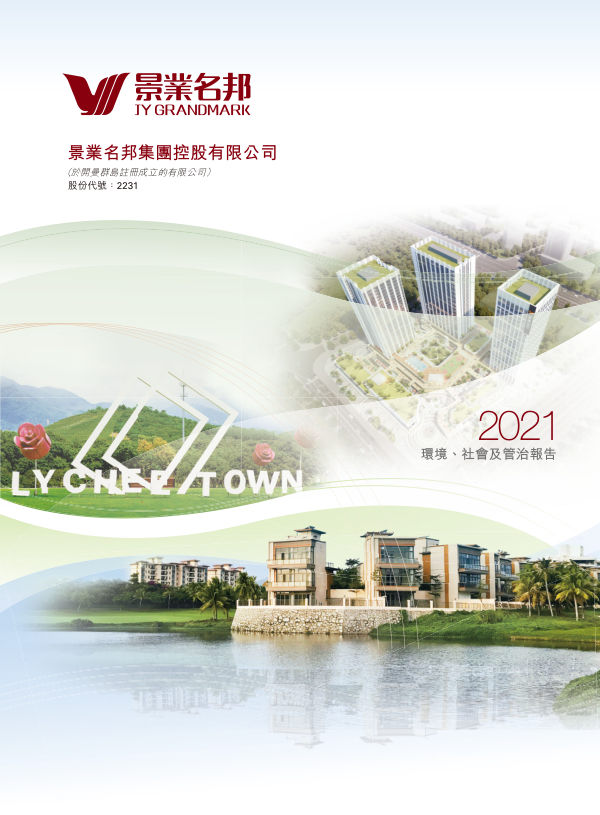 景業名邦
JY GRANDMARK
景業名邦集團控股有限公司
(於開曼群島註冊成立的有限公司)
股份代號：2231
LYCHEE TOWN
2021
環境、社會及管治報告